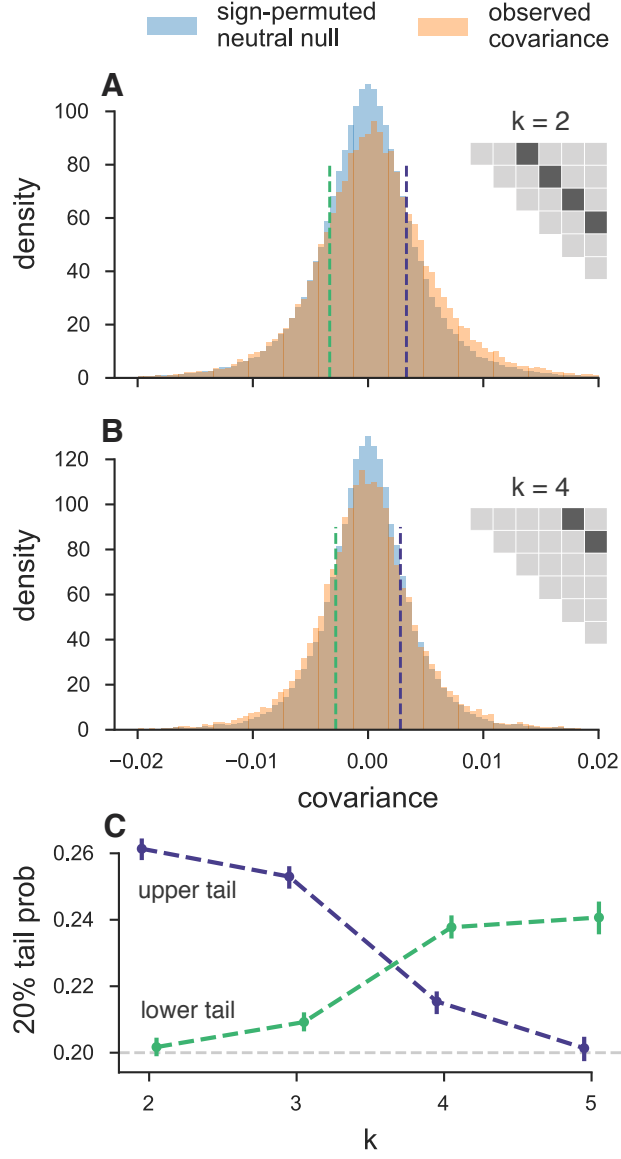 sign-permuted
neutral null
observed
covariance
A
k = 2
density
100
80
60
40
20
0
B
k = 4
density
120
100
80
60
40
20
0
−0.02
−0.01
0.00
0.01
0.02
covariance
C
20% tail prob
0.26
0.24
0.22
0.20
upper tail
lower tail
2
3
4
5
k